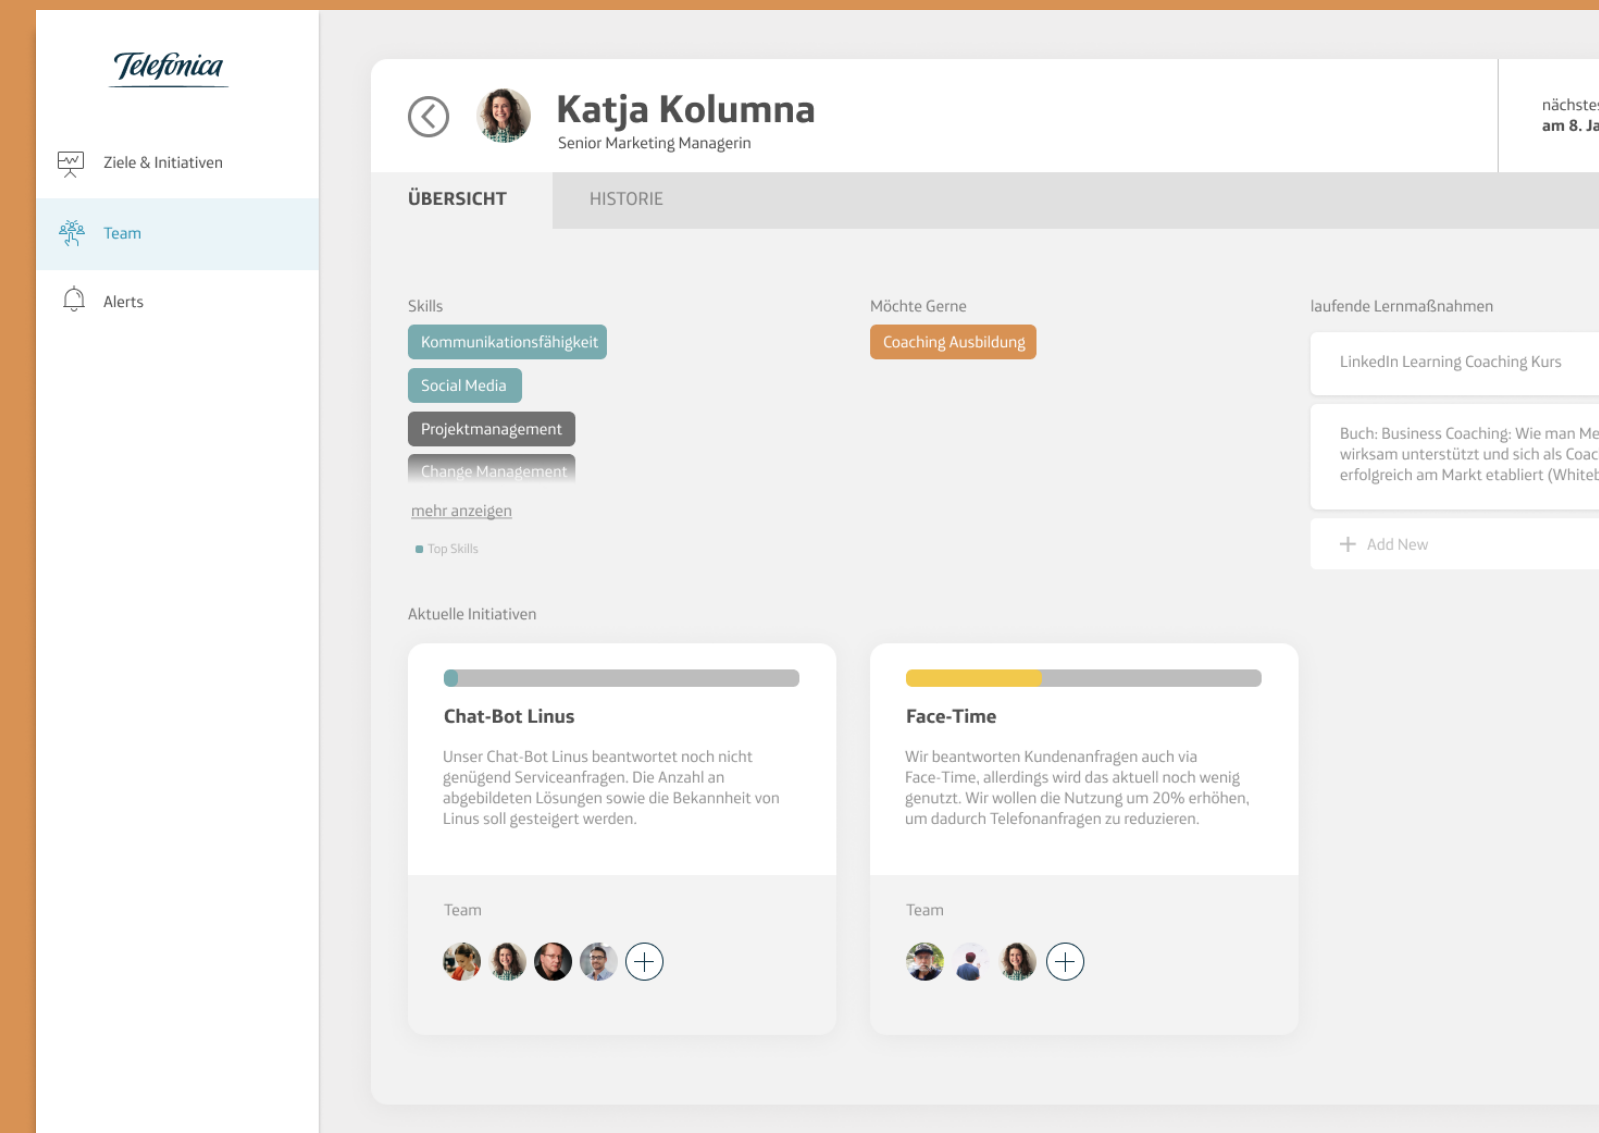 Telefónica
Ziele & Initiativen
Team
Alerts
Katja Kolumna
Senior Marketing Managerin
am 8.
ÜBERSICHT
HISTORIE
Skills
Kommunikationsfähigkeit
Social Media
Projektmanagement
Change Management
mehr anzeigen
Top Skills
Möchte Gerne
Coaching Ausbildung
laufende Lernmaßnahmen
LinkedIn Learning Coaching Kurs
Buch: Business Coaching: Wie man
wirksam unterstützt und sich als
erfolgreich am Markt etabliert
Add New
Aktuelle Initiativen
Chat-Bot Linus
Unser Chat-Bot Linus beantwortet noch nicht
genügend Serviceanfragen. Die Anzahl an
abgebildeten Lösungen sowie die Bekannheit von
Linus soll gesteigert werden.
Team
Face-Time
Wir beantworten Kundenanfragen auch via
Face-Time, allerdings wird das aktuell noch wenig
genutzt. Wir wollen die Nutzung um 20% erhöhen,
um dadurch Telefonanfragen zu reduzieren.
Team